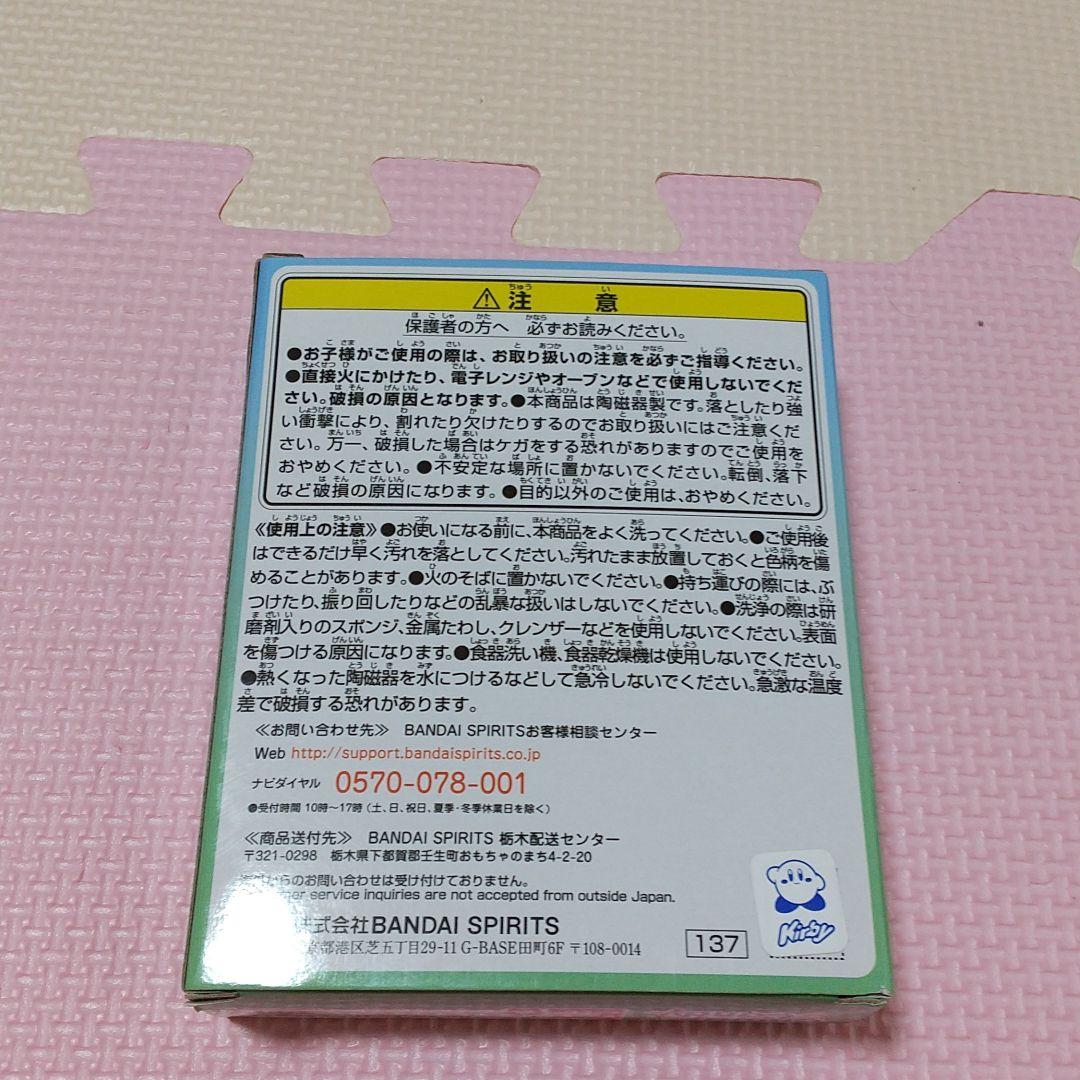 ⚠注 意
保護者の方へ 必ずお読みください。
●お子様がご使用の際は、お取り扱いの注意を必ずご指導ください。
●直接火にかけたり、電子レンジやオーブンなどで使用しないでくだ
さい。破損の原因となります。●本商品は陶磁器製です。落としたり強
い衝撃により、割れたり欠けたりするのでお取り扱いにはご注意くだ
さい。万一、破損した場合はケガをする恐れがありますのでご使用を
おやめください。●不安定な場所に置かないでください。転倒、落下
など破損の原因になります。●目的以外のご使用は、おやめください。
《使用上の注意》●お使いになる前に、本商品をよく洗ってください。●ご使用後
はできるだけ早く汚れを落としてください。汚れたまま放置しておくと色柄を傷
めることがあります。●火のそばに置かないでください。●持ち運びの際には、ぶ
つけたり、振り回したりなどの乱暴な扱いはしないでください。●洗浄の際は研
磨剤入りのスポンジ、金属たわし、クレンザーなどを使用しないでください。表面
を傷つける原因になります。●食器洗い機、食器乾燥機は使用しないでください。
●熱くなった陶磁器を水につけるなどして急冷しないでください。急激な温度
差で破損する恐れがあります。
≪お問い合わせ先≫ BANDAI SPIRITSお客様相談センター
Web http://support.bandaispirits.co.jp
ナビダイヤル 0570-078-001
●受付時間 10時～17時(土、日、祝日、夏季・冬季休業日を除く)
≪商品送付先≫ BANDAI SPIRITS 栃木配送センター
〒321-0298 栃木県下都賀郡壬生町おもちゃのまち4-2-20
からのお問い合わせは受け付けておりません。
service inquiries are not accepted from outside Japan.
式会社BANDAI SPIRITS
京都港区芝五丁目29-11 G-BASE田町6F 〒108-0014
137
Kirby